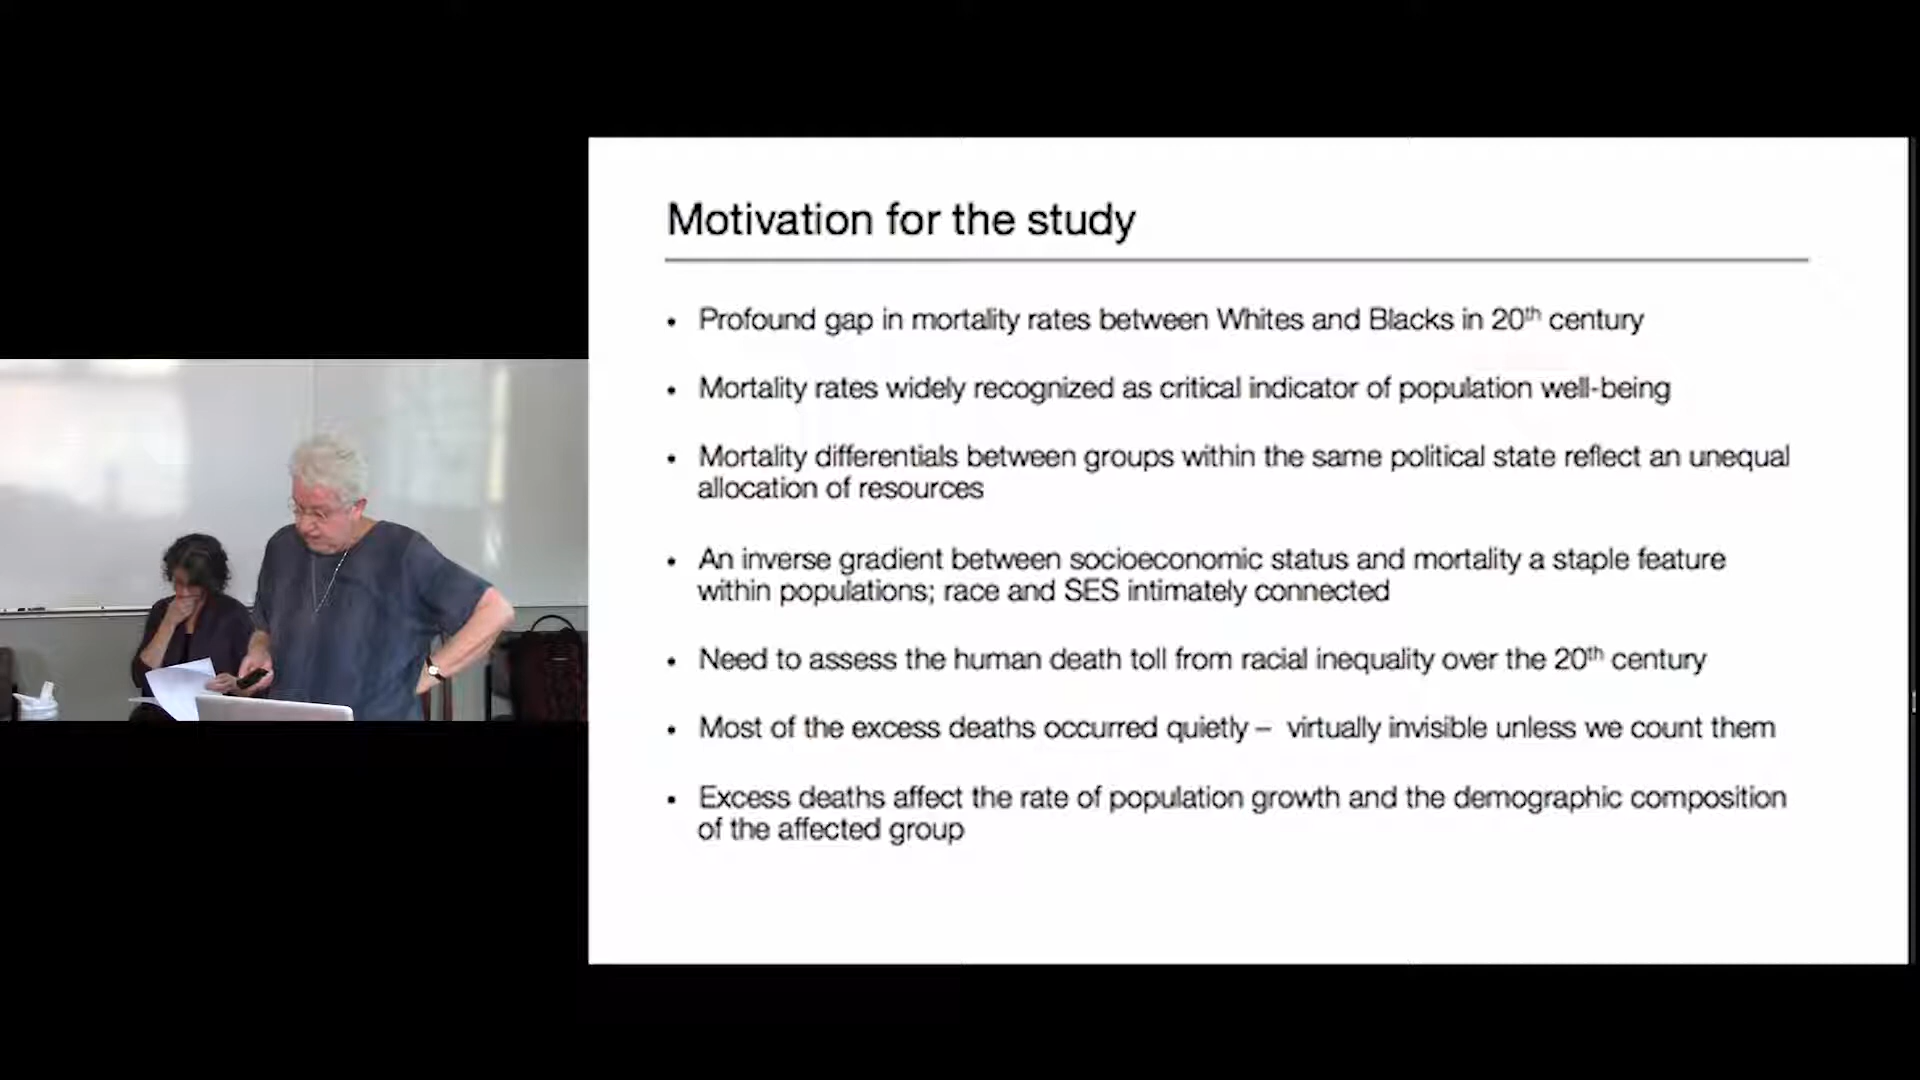 Motivation for the study
• Profound gap in mortality rates between Whites and Blacks in 20th century
• Mortality rates widely recognized as critical indicator of population well-being
• Mortality differentials between groups within the same political state reflect an unequal
allocation of resources
• An inverse gradient between socioeconomic status and mortality a staple feature
within populations; race and SES intimately connected
• Need to assess the human death toll from racial inequality over the 20th century
• Most of the excess deaths occurred quietly – virtually invisible unless we count them
• Excess deaths affect the rate of population growth and the demographic composition
of the affected group